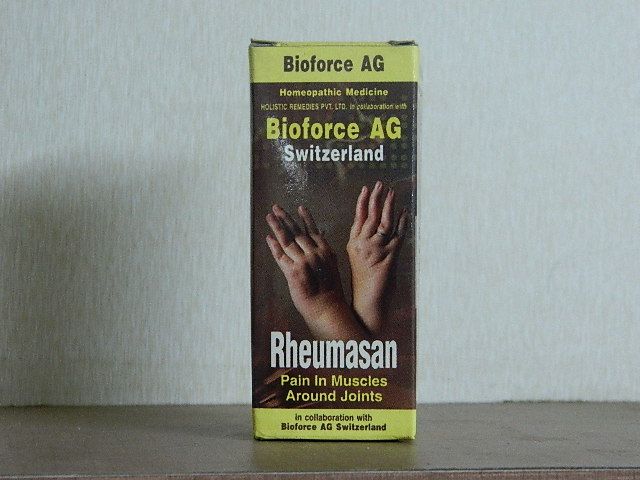 Bioforce AG
Homeopathic Medicine
HOLISTIC REMEDIES PVT. LTD. in collaboration with
Bioforce AG
Switzerland
Rheumasan
Pain In Muscles
Around Joints
in collaboration with
Bioforce AG Switzerland